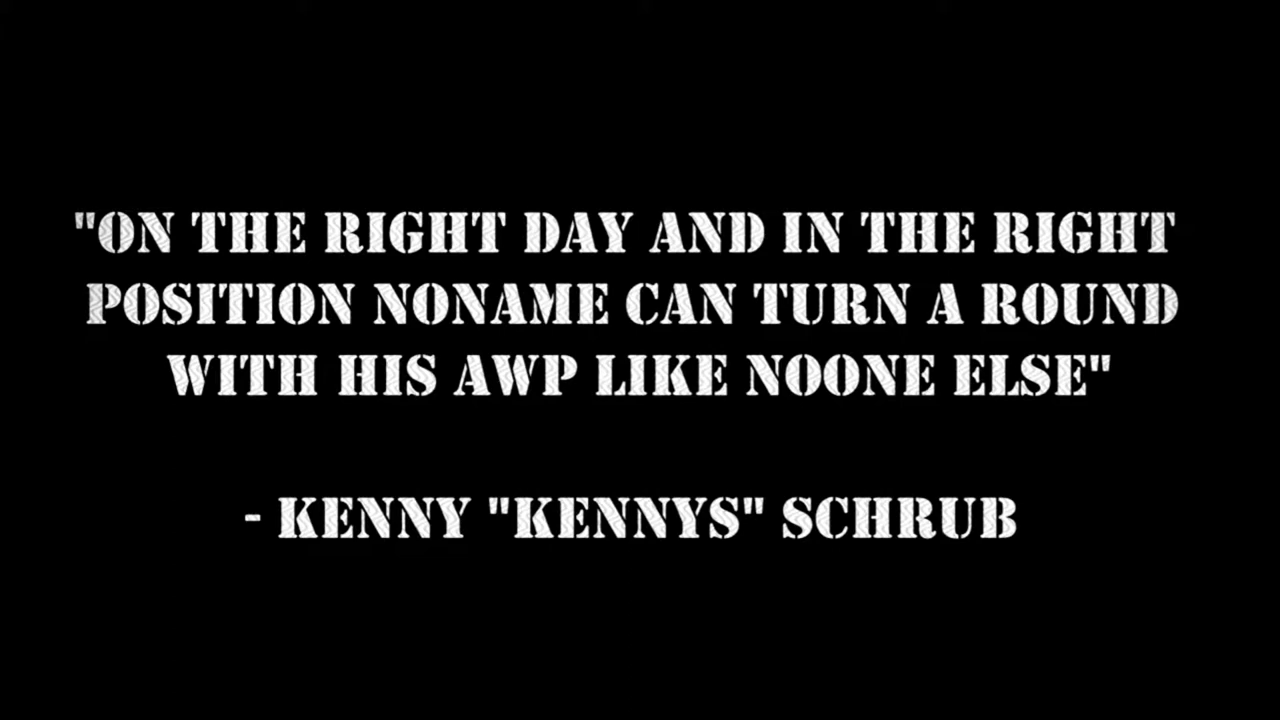 "ON THE RIGHT DAY AND IN THE RIGHT
POSITION NONAME CAN TURN A ROUND
WITH HIS AWP LIKE NOONE ELSE"
- KENNY "KENNYS" SCHRUB